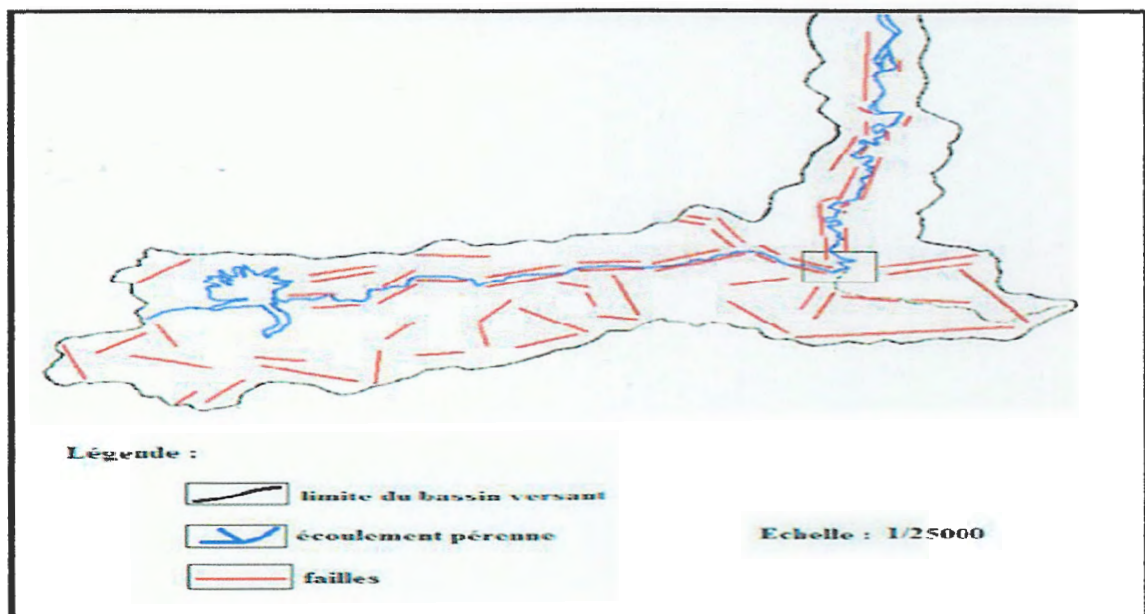 Légende :
limite du bassin versant
écoulement pérenne
Echelle : 1/25000
failles